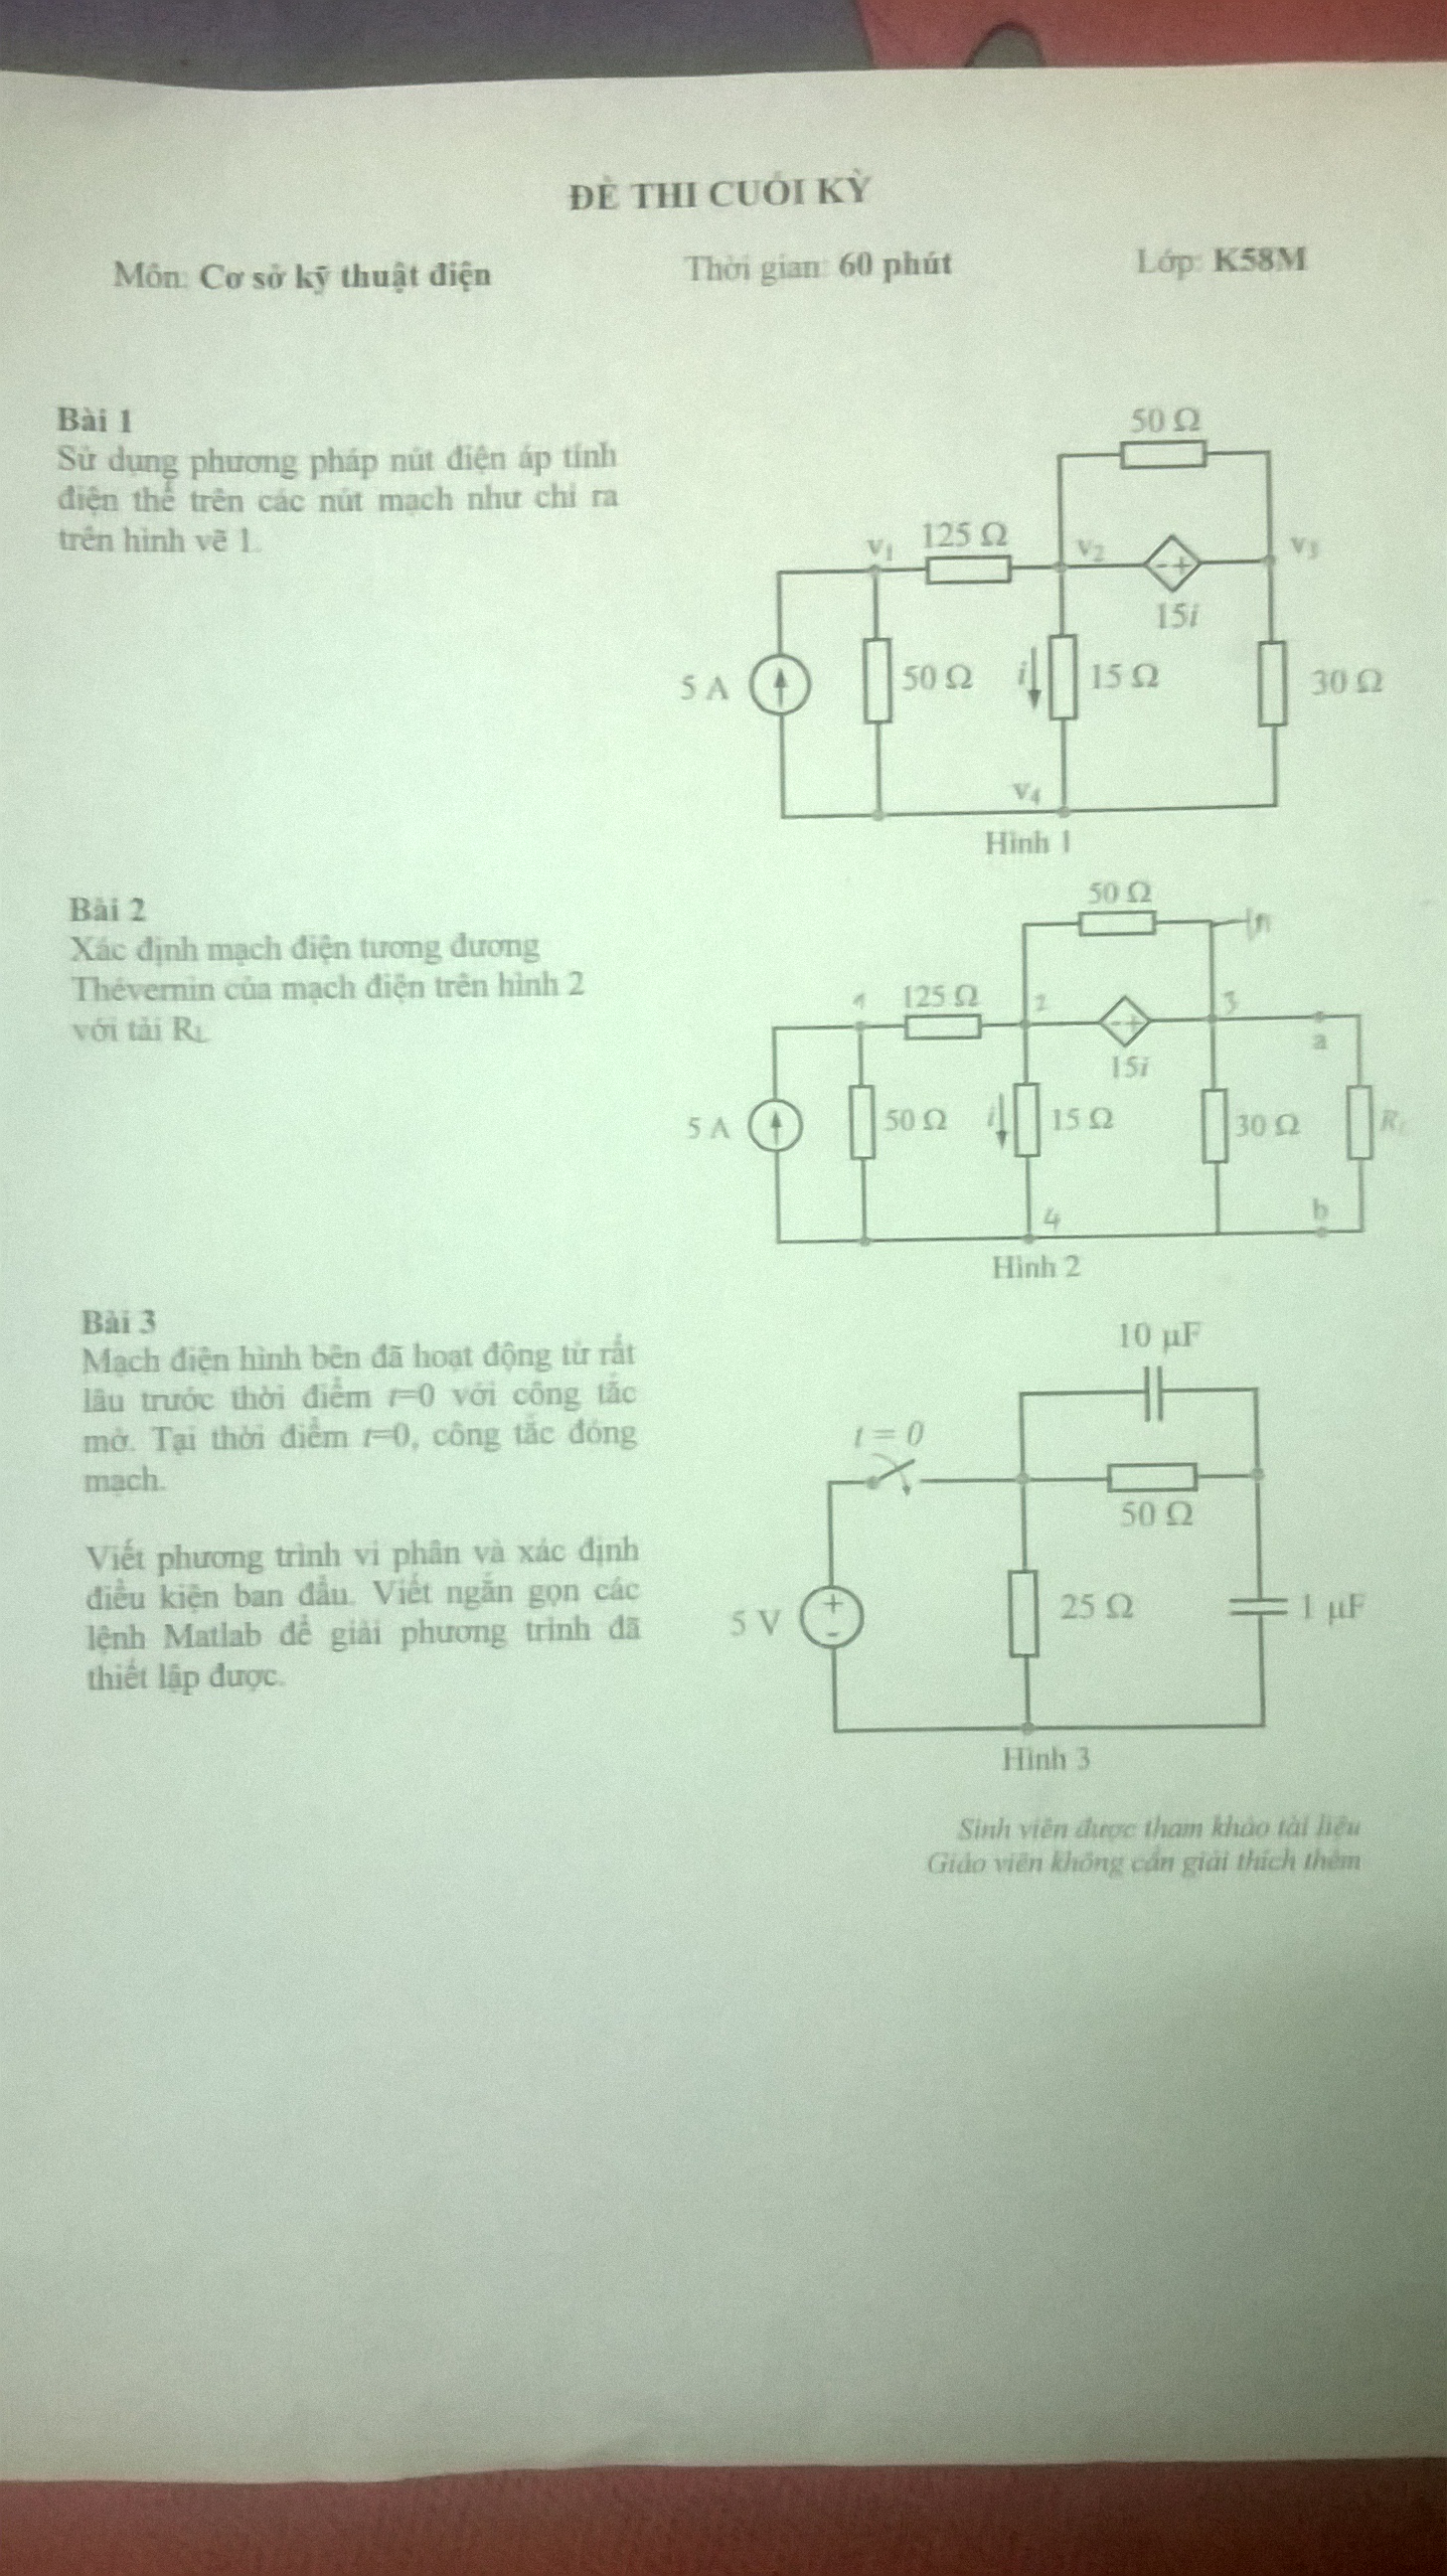 ĐỀ THI CUỐI KỲ
Môn: Cơ sở kỹ thuật điện
Thời gian: 60 phút
Lớp: K58M
Bài 1
Sử dụng phương pháp nút điện áp tính
điện thế trên các nút mạch như chỉ ra
trên hình vẽ 1.
50 Ω
v₁
125 Ω
v₂
- +
v₃
15i
5 A
50 Ω
i
15 Ω
30 Ω
v₄
Hình 1
Bài 2
Xác định mạch điện tương đương
Thévernin của mạch điện trên hình 2
với tải RL
50 Ω
1
125 Ω
2
- +
3
a
15i
5 A
50 Ω
i
15 Ω
30 Ω
RL
4
b
Hình 2
Bài 3
Mạch điện hình bên đã hoạt động từ rất
lâu trước thời điểm t=0 với công tắc
mở. Tại thời điểm t=0, công tắc đóng
mạch.
Viết phương trình vi phân và xác định
điều kiện ban đầu. Viết ngắn gọn các
lệnh Matlab để giải phương trình đã
thiết lập được.
10 µF
t = 0
50 Ω
5 V
+
-
25 Ω
1 µF
Hình 3
Sinh viên được tham khảo tài liệu
Giáo viên không cần giải thích thêm